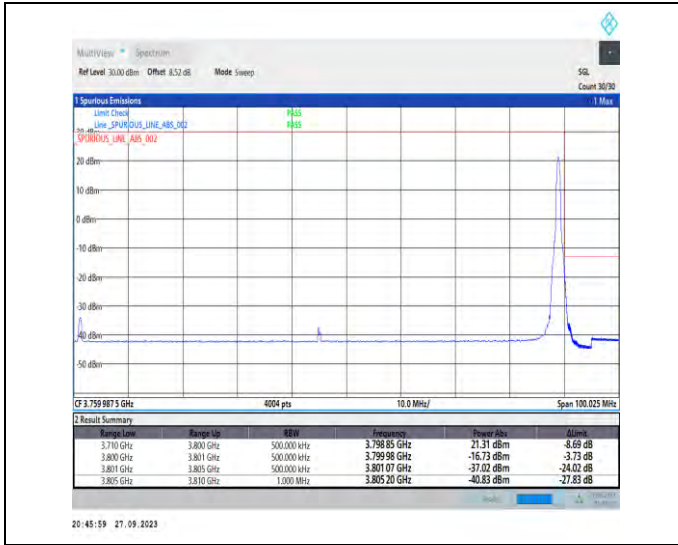 MultiView Spectrum
Ref Level 30.00 dBm Offset 8.52 dB Mode Sweep SGL
Count 30/30
1 Spurious Emissions 1 Max
Limit Check PASS
Line _SPURIOUS_LINE_ABS_002 PASS
_SPURIOUS_LINE_ABS_002
20 dBm
10 dBm
0 dBm
-10 dBm
-20 dBm
-30 dBm
-40 dBm
-50 dBm
CF 3.759 987 5 GHz 4004 pts 10.0 MHz/ Span 100.025 MHz
2 Result Summary
Range Low Range Up RBW Frequency Power Abs ΔLimit
3.710 GHz 3.800 GHz 500.000 kHz 3.798 85 GHz 21.31 dBm -8.69 dB
3.800 GHz 3.801 GHz 500.000 kHz 3.799 98 GHz -16.73 dBm -3.73 dB
3.801 GHz 3.805 GHz 500.000 kHz 3.801 07 GHz -37.02 dBm -24.02 dB
3.805 GHz 3.810 GHz 1.000 MHz 3.805 20 GHz -40.83 dBm -27.83 dB
20:45:59 27.09.2023